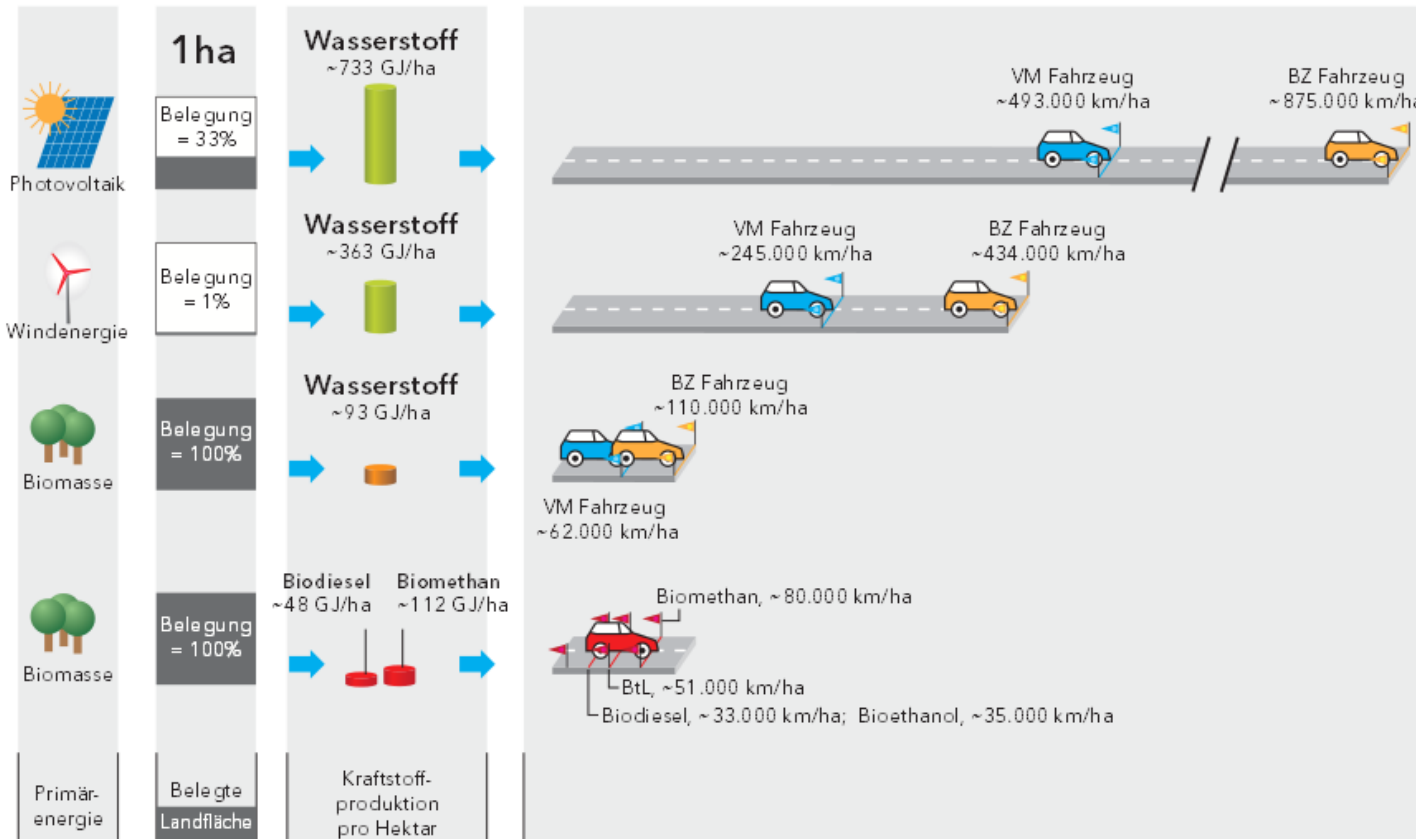 1ha
Wasserstoff
~733 GJ/ha
VM Fahrzeug
~493.000 km/ha
BZ Fahrzeug
~875.000 km/ha
Belegung
= 33%
Photovoltaik
Wasserstoff
~363 GJ/ha
VM Fahrzeug
~245.000 km/ha
BZ Fahrzeug
~434.000 km/ha
Belegung
= 1%
Windenergie
Wasserstoff
~93 GJ/ha
BZ Fahrzeug
~110.000 km/ha
Belegung
= 100%
Biomasse
VM Fahrzeug
~62.000 km/ha
Biodiesel
~48 GJ/ha
Biomethan
~112 GJ/ha
Biomethan, ~80.000 km/ha
Belegung
= 100%
Biomasse
BtL, ~51.000 km/ha
Biodiesel, ~33.000 km/ha; Bioethanol, ~35.000 km/ha
Primär-
energie
Belegte
Landfläche
Kraftstoff-
produktion
pro Hektar